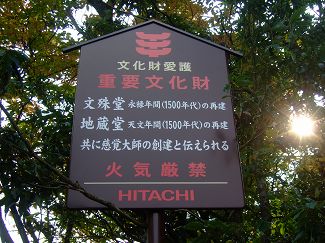 文化財愛護
重要文化財
文殊堂 永禄年間(1500年代)の再建
地蔵堂 天文年間(1500年代)の再建
共に慈覚大師の創建と伝えられる
火気厳禁
HITACHI